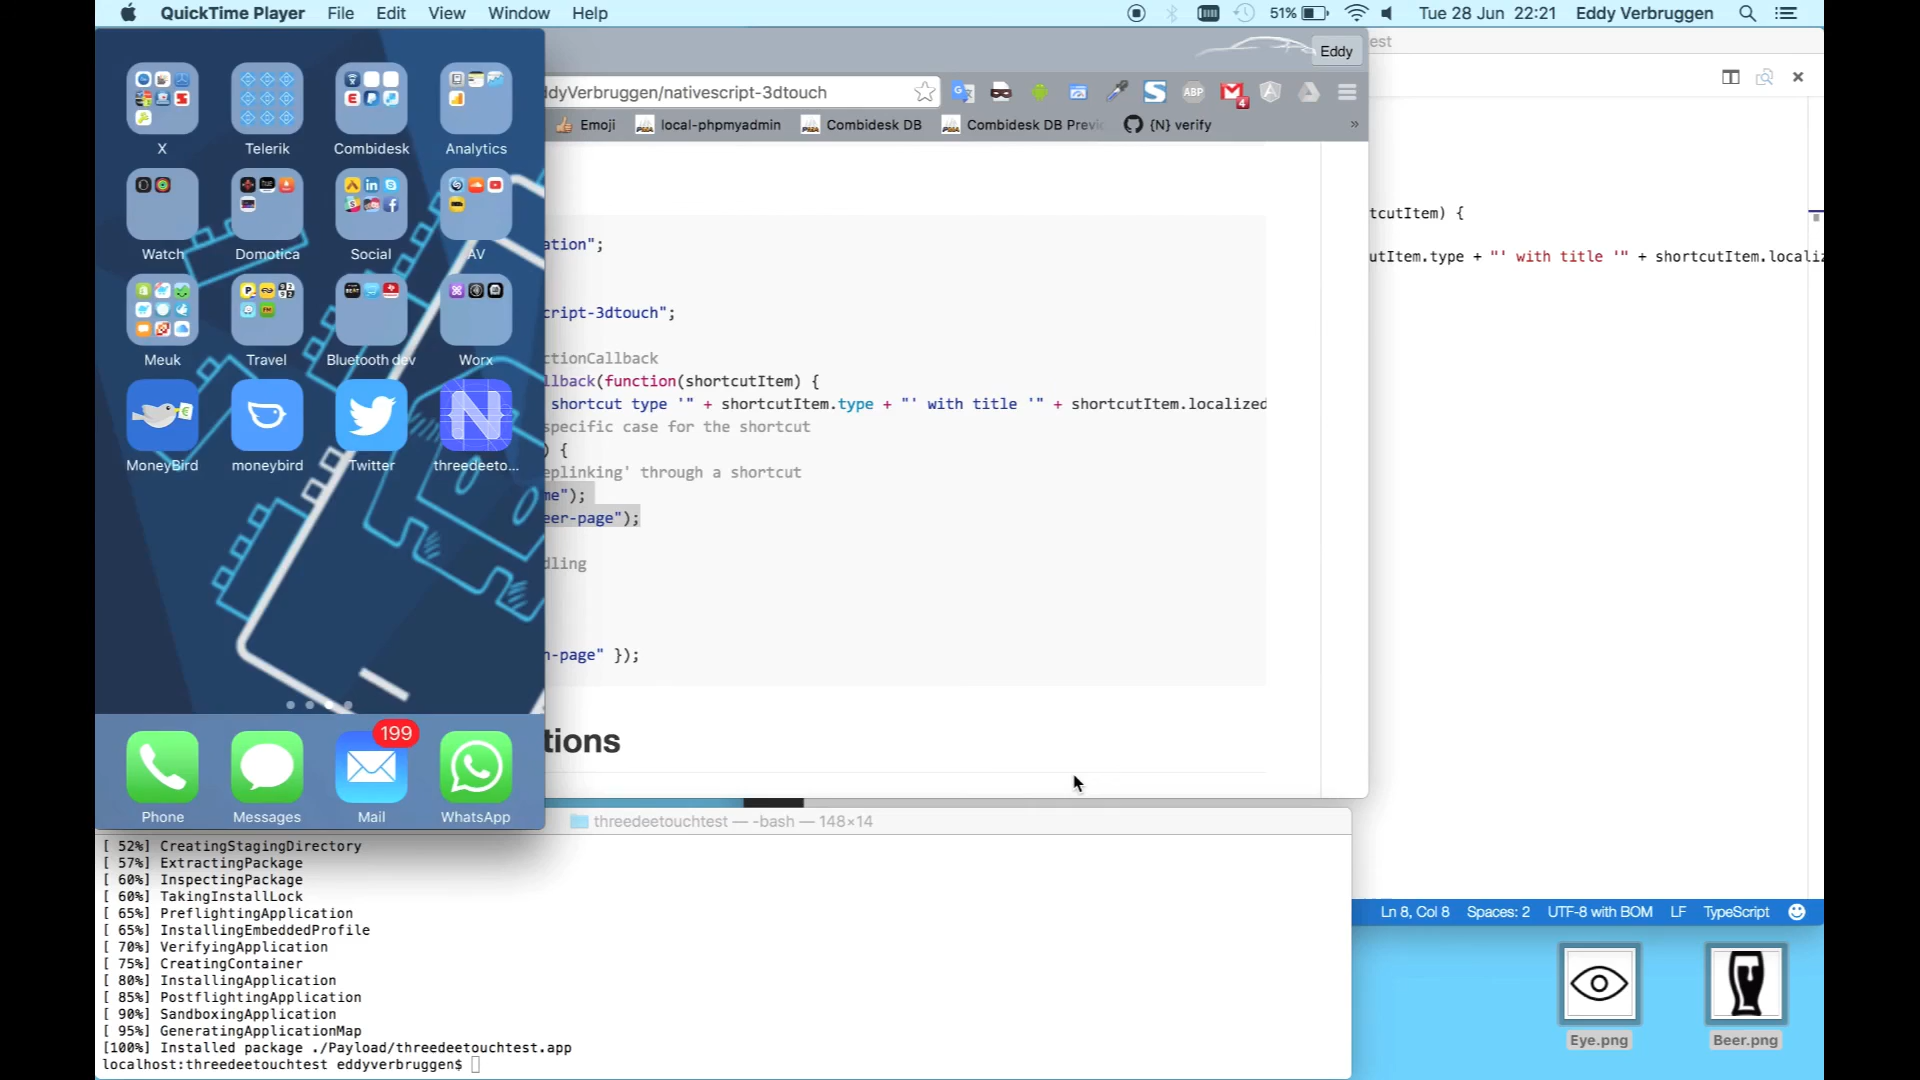 QuickTime Player File Edit View Window Help
51% Tue 28 Jun 22:21 Eddy Verbruggen
Eddy
est
ddyVerbruggen/nativescript-3dtouch
ABP
4
Emoji local-phpmyadmin Combidesk DB Combidesk DB Previ {N} verify »
X Telerik Combidesk Analytics
Watch Domotica Social AV
Meuk Travel Bluetooth dev Worx
MoneyBird moneybird Twitter threedeeto...
199
Phone Messages Mail WhatsApp
ation";
cript-3dtouch";
ctionCallback
llback(function(shortcutItem) {
shortcut type '" + shortcutItem.type + "' with title '" + shortcutItem.localized
specific case for the shortcut
) {
eplinking' through a shortcut
me");
eer-page");
dling
n-page" });
tions
tcutItem) {
utItem.type + "' with title '" + shortcutItem.localiz
threedeetouchtest — -bash — 148×14
[ 52%] CreatingStagingDirectory
[ 57%] ExtractingPackage
[ 60%] InspectingPackage
[ 60%] TakingInstallLock
[ 65%] PreflightingApplication
[ 65%] InstallingEmbeddedProfile
[ 70%] VerifyingApplication
[ 75%] CreatingContainer
[ 80%] InstallingApplication
[ 85%] PostflightingApplication
[ 90%] SandboxingApplication
[ 95%] GeneratingApplicationMap
[100%] Installed package ./Payload/threedeetouchtest.app
localhost:threedeetouchtest eddyverbruggen$
Ln 8, Col 8 Spaces: 2 UTF-8 with BOM LF TypeScript
Eye.png Beer.png